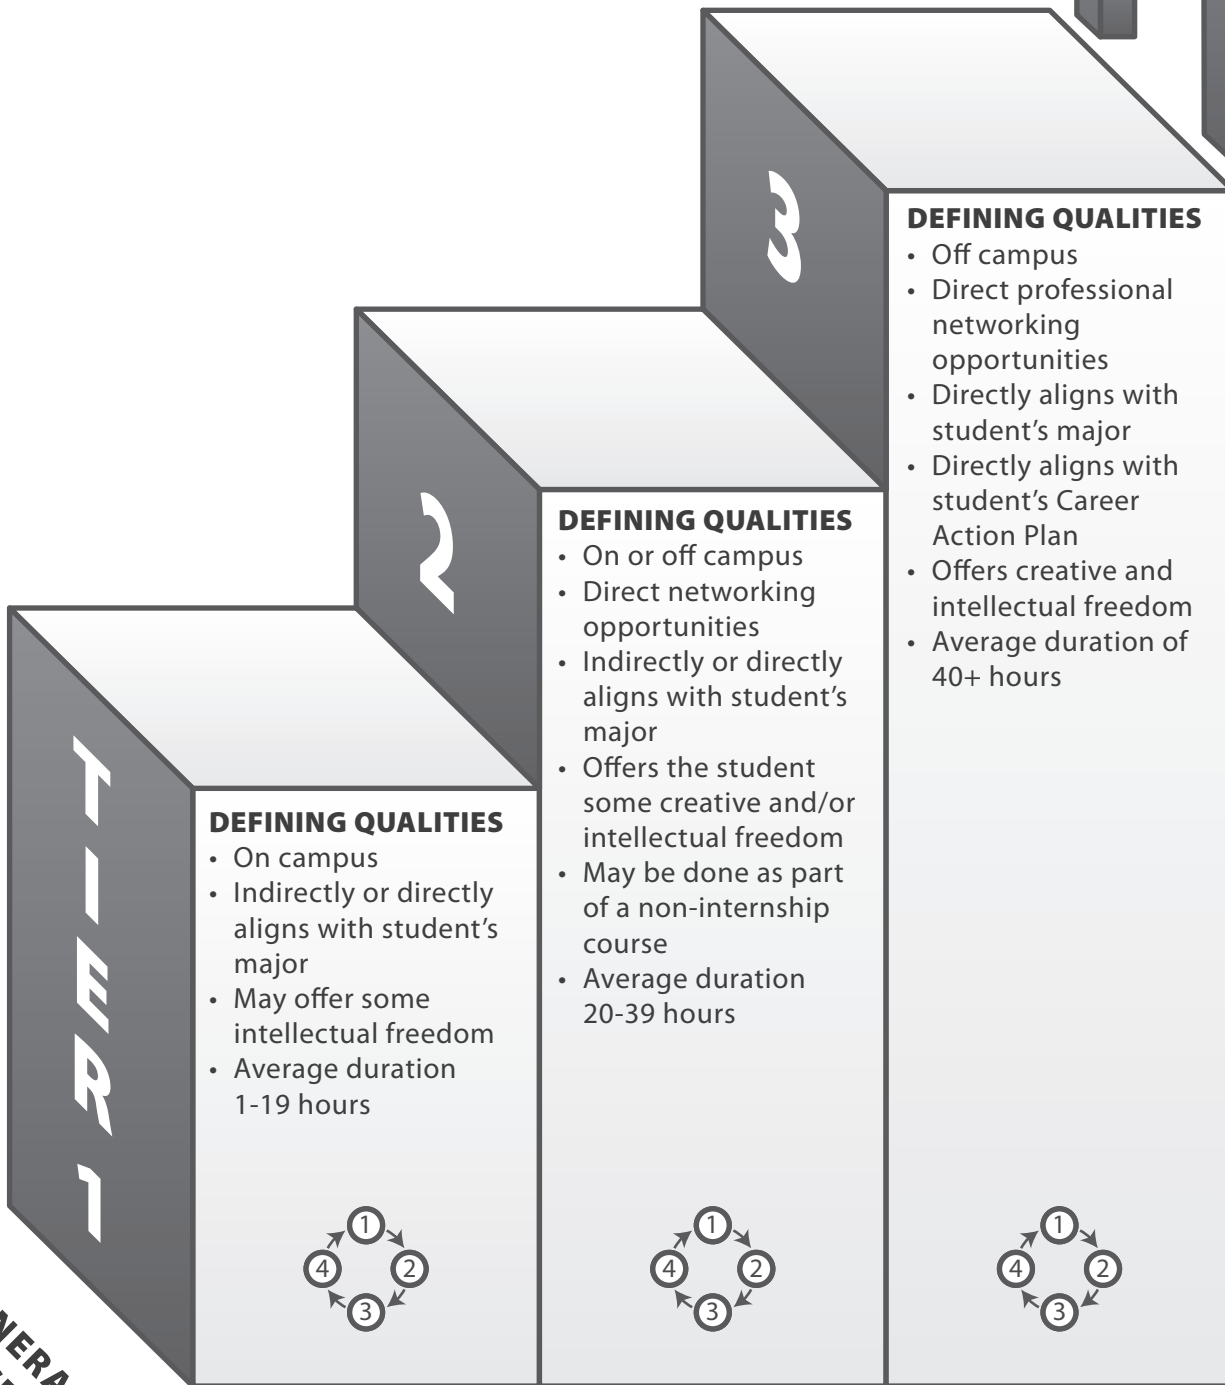 TIER 1
DEFINING QUALITIES
• On campus
• Indirectly or directly
aligns with student's
major
• May offer some
intellectual freedom
• Average duration
1-19 hours
1
2
3
4
2
DEFINING QUALITIES
• On or off campus
• Direct networking
opportunities
• Indirectly or directly
aligns with student's
major
• Offers the student
some creative and/or
intellectual freedom
• May be done as part
of a non-internship
course
• Average duration
20-39 hours
1
2
3
4
3
DEFINING QUALITIES
• Off campus
• Direct professional
networking
opportunities
• Directly aligns with
student's major
• Directly aligns with
student's Career
Action Plan
• Offers creative and
intellectual freedom
• Average duration of
40+ hours
1
2
3
4